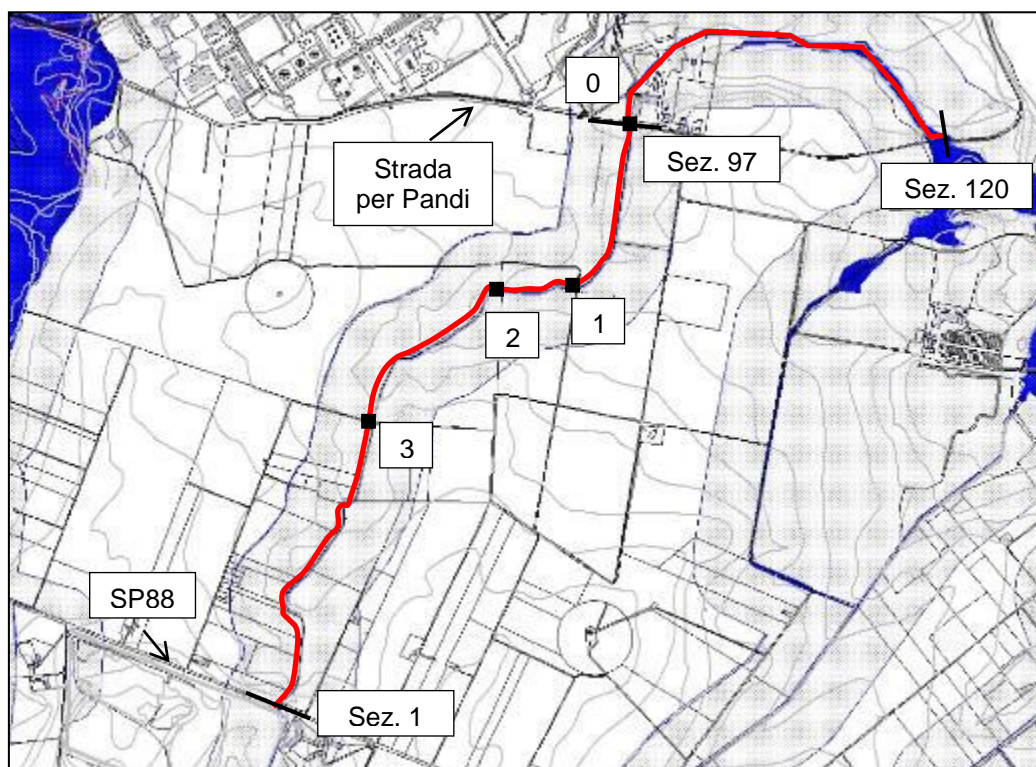 0
Strada
per Pandi
Sez. 97
Sez. 120
1
2
3
SP88
Sez. 1